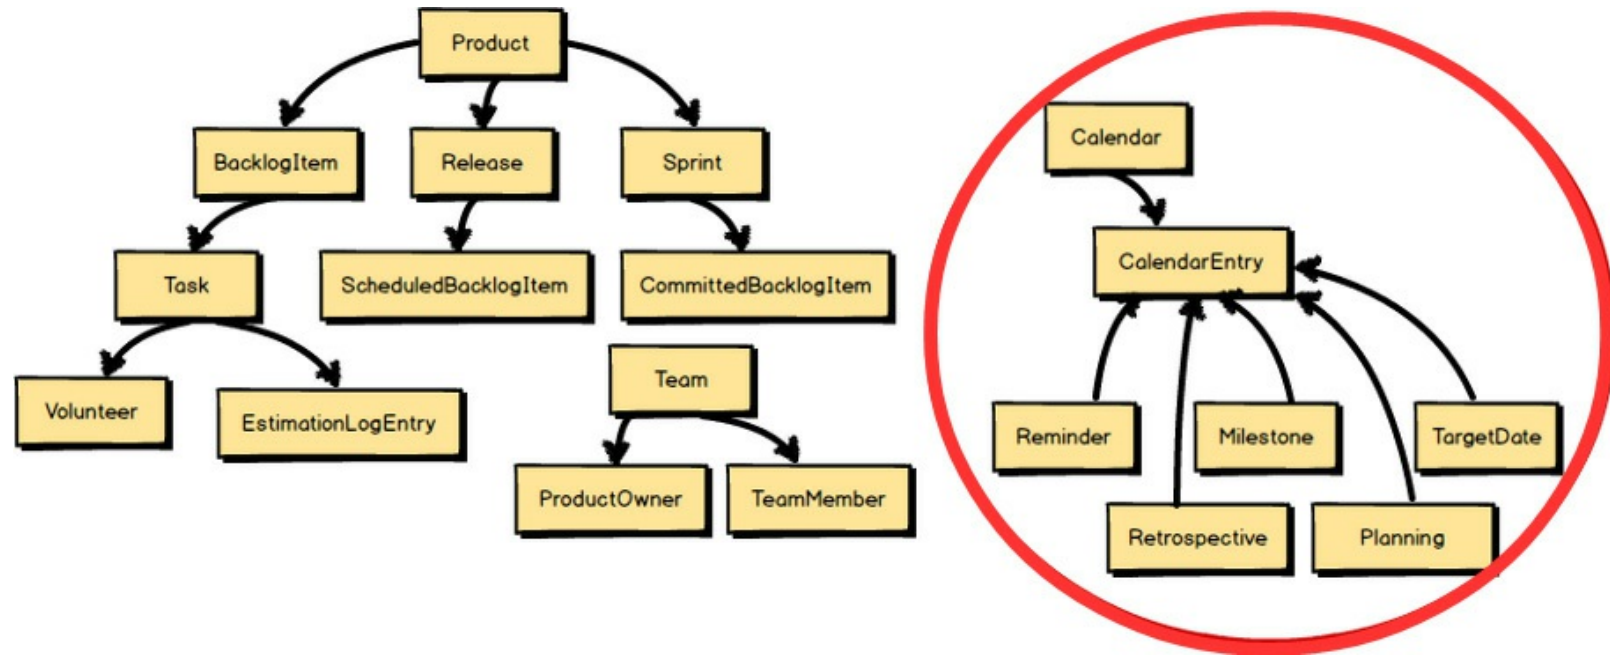 Product
BacklogItem
Release
Sprint
Task
ScheduledBacklogItem
CommittedBacklogItem
Volunteer
EstimationLogEntry
Team
ProductOwner
TeamMember
Calendar
CalendarEntry
Reminder
Milestone
TargetDate
Retrospective
Planning